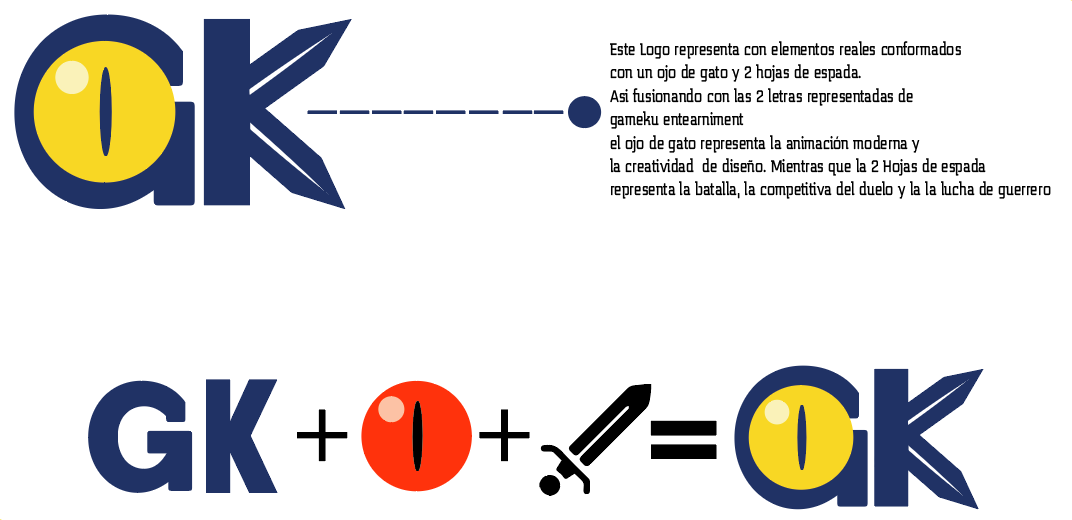 GK
Este Logo representa con elementos reales conformados
con un ojo de gato y 2 hojas de espada.
Asi fusionando con las 2 letras representadas de
gameku entearniment
el ojo de gato representa la animación moderna y
la creatividad de diseño. Mientras que la 2 Hojas de espada
representa la batalla, la competitiva del duelo y la la lucha de guerrero
GK + + = GK